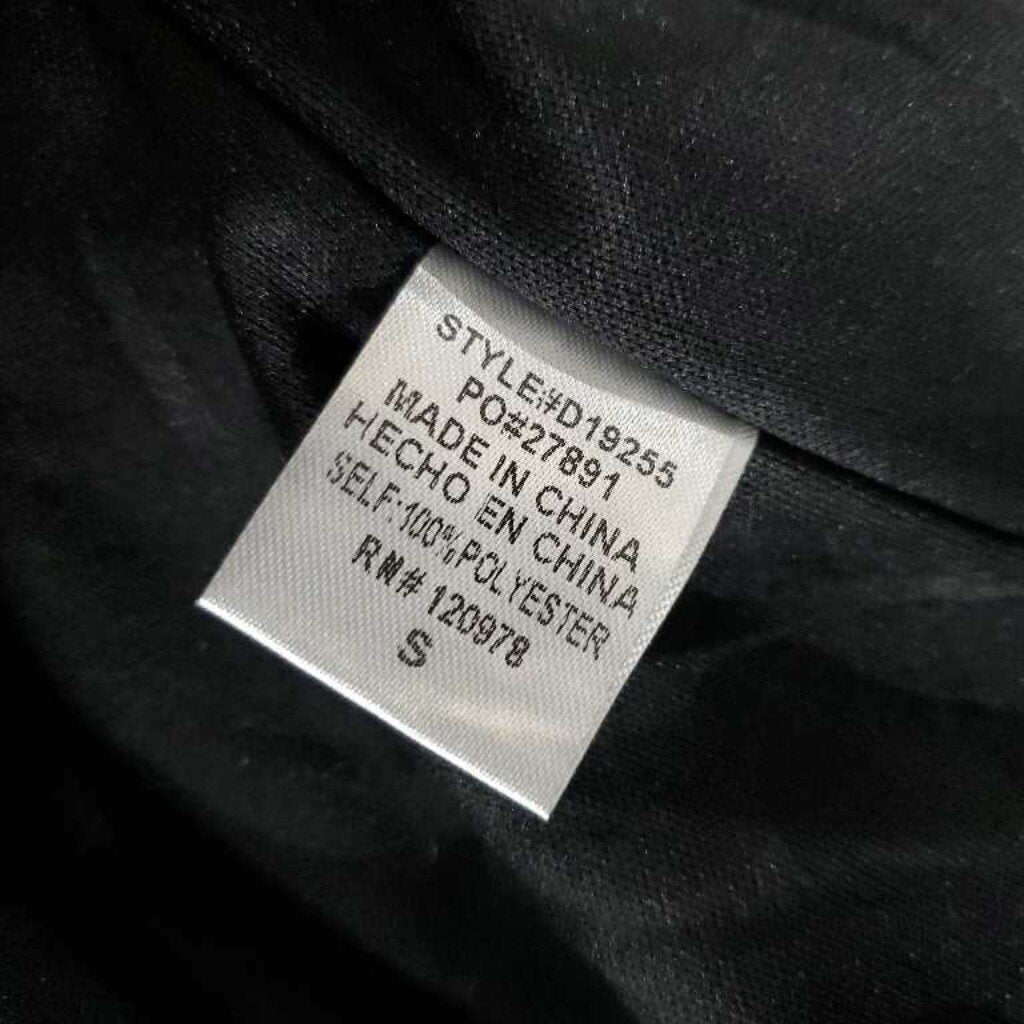 STYLE:#D19255
PO#27891
MADE IN CHINA
HECHO EN CHINA
SELF:100%POLYESTER
RN# 120978
S